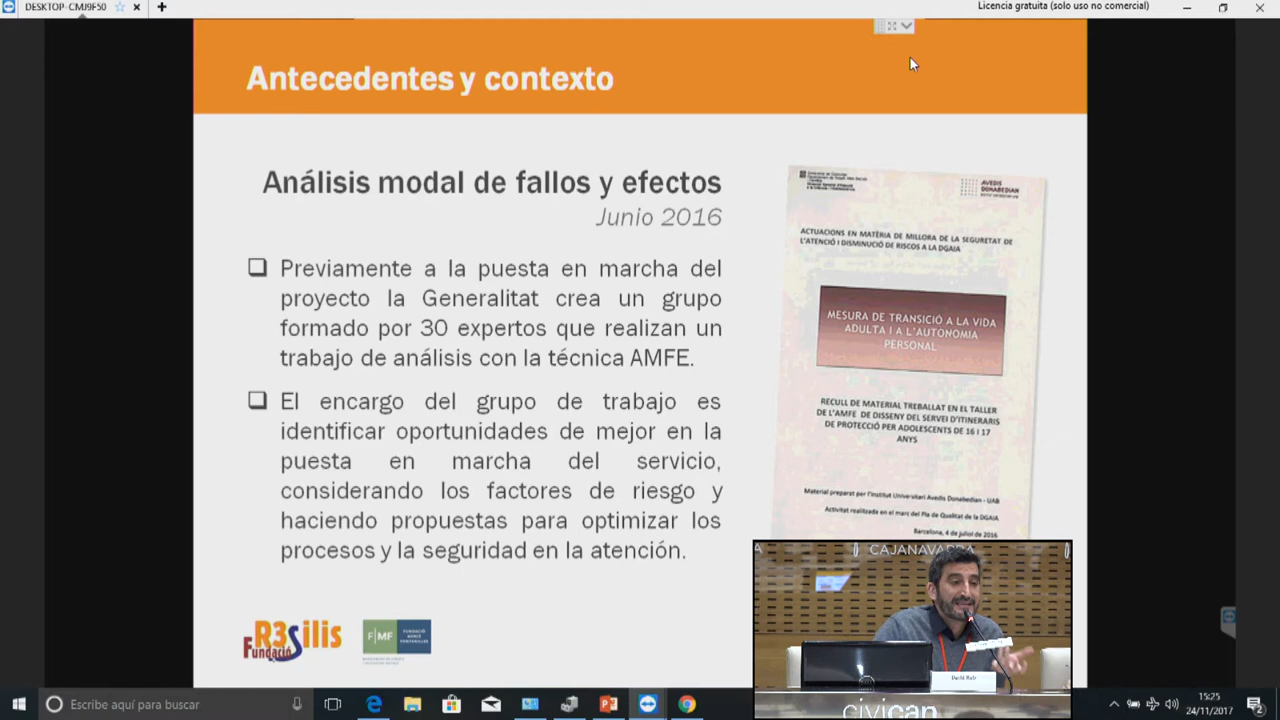 DESKTOP-CMJ9F50
Licencia gratuita (solo uso no comercial)
Antecedentes y contexto
Análisis modal de fallos y efectos
Junio 2016
Previamente a la puesta en marcha del
proyecto la Generalitat crea un grupo
formado por 30 expertos que realizan un
trabajo de análisis con la técnica AMFE.
El encargo del grupo de trabajo es
identificar oportunidades de mejor en la
puesta en marcha del servicio,
considerando los factores de riesgo y
haciendo propuestas para optimizar los
procesos y la seguridad en la atención.
AVEDIS
DONABEDIAN
ACTUACIONS EN MATÈRIA DE MILLORA DE LA SEGURETAT DE
L'ATENCIÓ I DISMINUCIÓ DE RISCOS A LA DGAIA
MESURA DE TRANSICIÓ A LA VIDA
ADULTA I A L'AUTONOMIA
PERSONAL
RECULL DE MATERIAL TREBALLAT EN EL TALLER
DE L'AMFE DE DISSENY DEL SERVEI D'ITINERARIS
DE PROTECCIÓ PER ADOLESCENTS DE 16 I 17
ANYS
Material preparat per l'Institut Universitari Avedis Donabedian - UAB
Activitat realitzada en el marc del Pla de Qualitat de la DGAIA
Barcelona, 4 de juliol de 2016
R3Silis
Fundació
FMF
CAJANAVARRA
civican
Escribe aquí para buscar
15:25
24/11/2017
2